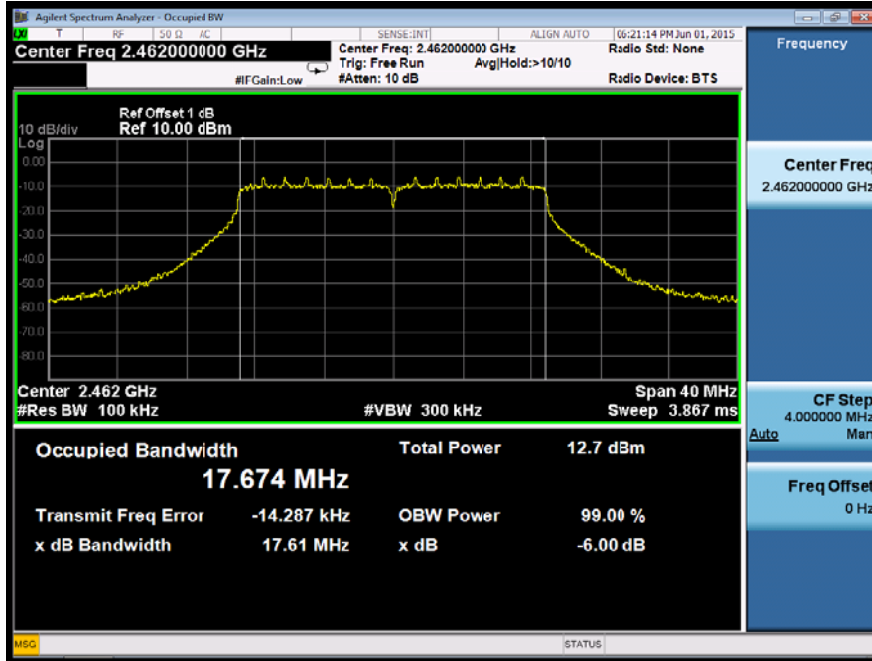 Agilent Spectrum Analyzer - Occupied BW
LXI T RF 50 Ω AC SENSE:INT ALIGN AUTO 06:21:14 PM Jun 01, 2015
Center Freq 2.462000000 GHz
Center Freq: 2.462000000 GHz
Radio Std: None
Trig: Free Run Avg|Hold:>10/10
#IFGain:Low
#Atten: 10 dB
Radio Device: BTS
Frequency
Ref Offset 1 dB
10 dB/div Ref 10.00 dBm
Log
0.00
-10.0
-20.0
-30.0
-40.0
-50.0
-60.0
-70.0
-80.0
Center 2.462 GHz Span 40 MHz
#Res BW 100 kHz #VBW 300 kHz Sweep 3.867 ms
Occupied Bandwidth Total Power 12.7 dBm
17.674 MHz
Transmit Freq Error -14.287 kHz OBW Power 99.00 %
x dB Bandwidth 17.61 MHz x dB -6.00 dB
Center Freq
2.462000000 GHz
CF Step
4.000000 MHz
Auto Man
Freq Offset
0 Hz
MSG STATUS